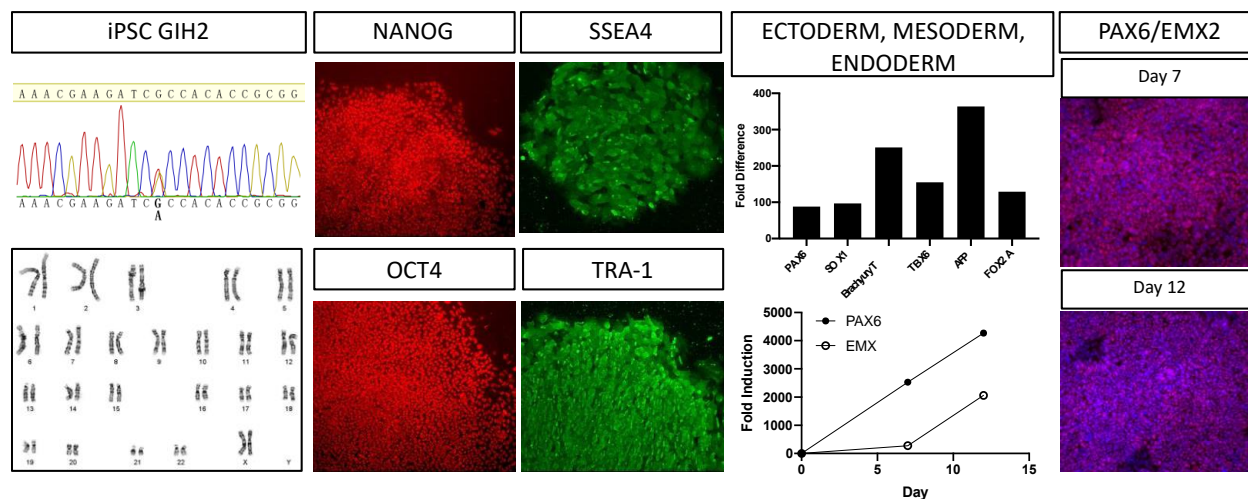 iPSC GIH2
A A A C G A A G A T C G C C A C A C C G C G G
A A A C G A A G A T C G C C A C A C C G C G G
A
1 2 3 4 5
6 7 8 9 10 11 12
13 14 15 16 17 18
19 20 21 22 X Y
NANOG
SSEA4
OCT4
TRA-1
ECTODERM, MESODERM,
ENDODERM
Fold Difference
400
300
200
100
0
PAX6
SOX1
Brachyury T
TBX6
AFP
FOX2A
Fold Induction
5000
4000
3000
2000
1000
0
PAX6
EMX
0 5 10 15
Day
PAX6/EMX2
Day 7
Day 12